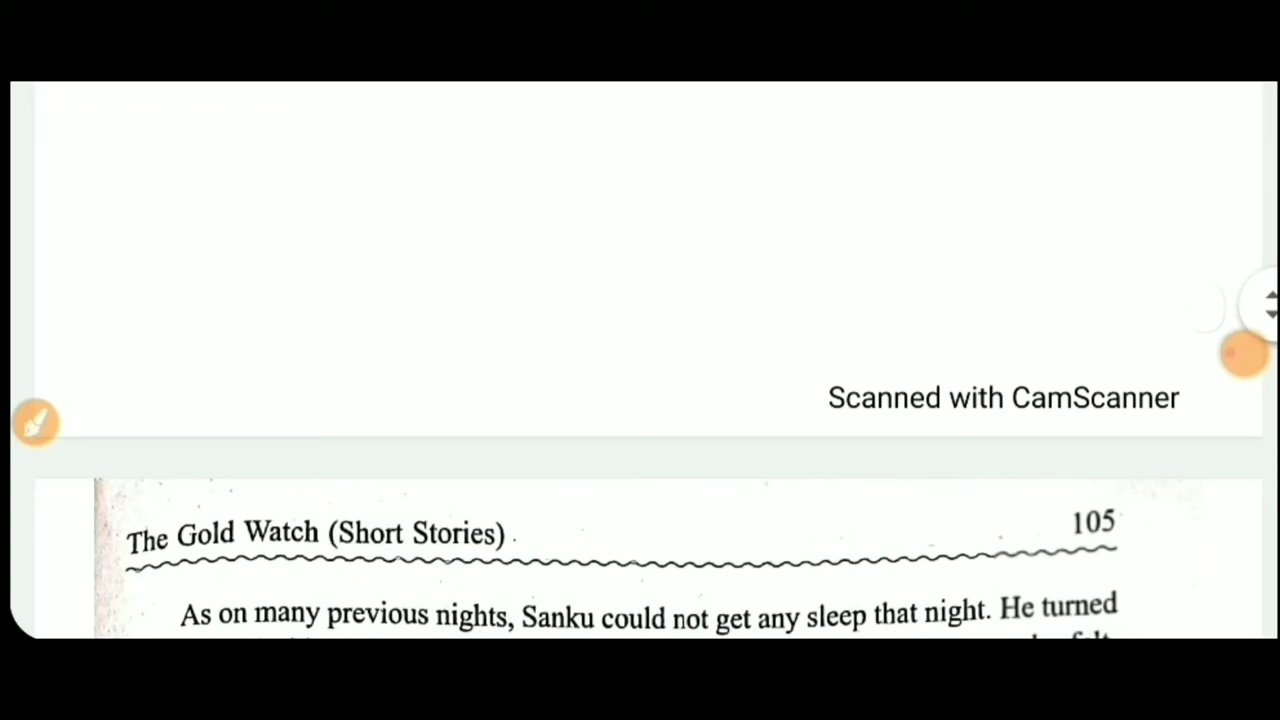 Scanned with CamScanner
The Gold Watch (Short Stories)
105
As on many previous nights, Sanku could not get any sleep that night. He turned